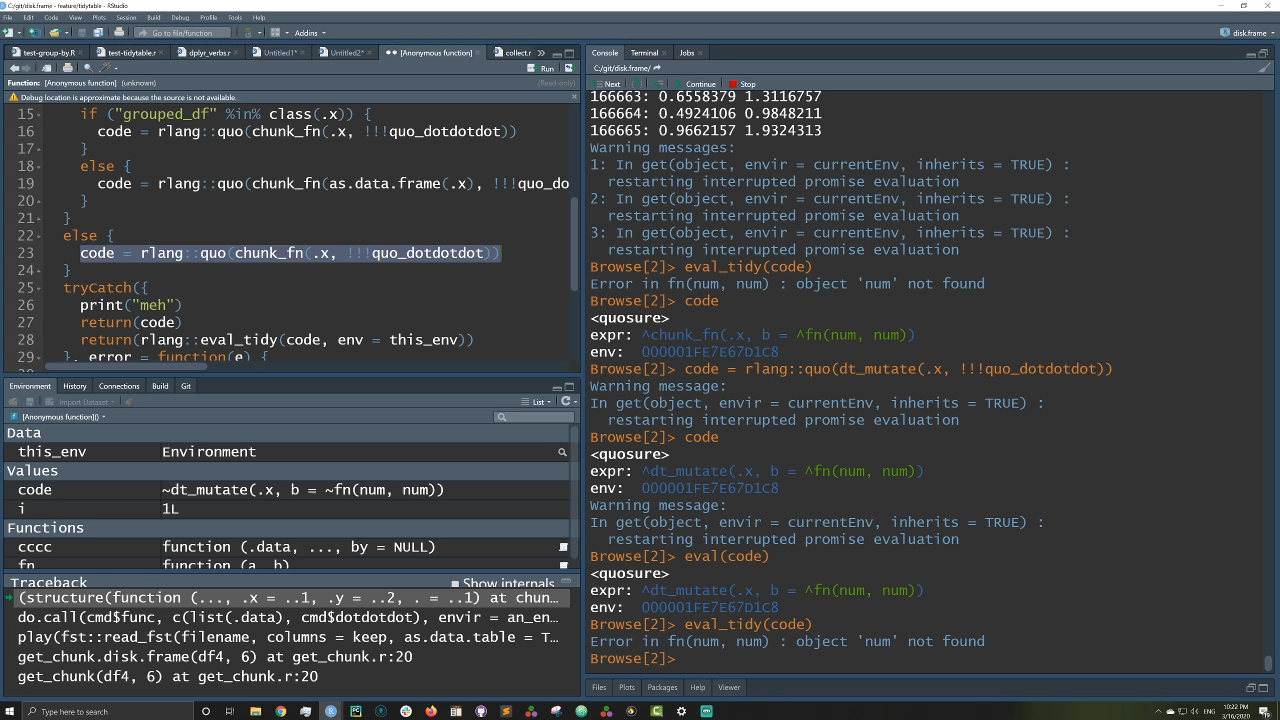 C:/git/disk.frame - feature/tidytable - RStudio
File Edit Code View Plots Session Build Debug Profile Tools Help
Go to file/function
Addins
disk.frame
test-group-by.R
test-tidytable.r
dplyr_verbs.r
Untitled1*
Untitled2*
[Anonymous function]
collect.r
Run
Function: [Anonymous function] (unknown)
(Read-only)
Debug location is approximate because the source is not available.
15 if ("grouped_df" %in% class(.x)) {
16 code = rlang::quo(chunk_fn(.x, !!!quo_dotdotdot))
17 }
18 else {
19 code = rlang::quo(chunk_fn(as.data.frame(.x), !!!quo_do
20 }
21 }
22 else {
23 code = rlang::quo(chunk_fn(.x, !!!quo_dotdotdot))
24 }
25 tryCatch({
26 print("meh")
27 return(code)
28 return(rlang::eval_tidy(code, env = this_env))
29 }, error = function(e) {
Environment History Connections Build Git
Import Dataset
List
[Anonymous function]()
Data
this_env Environment
Values
code ~dt_mutate(.x, b = ~fn(num, num))
i 1L
Functions
cccc function (.data, ..., by = NULL)
fn function (a, b)
Traceback
Show internals
(structure(function (..., .x = ..1, .y = ..2, . = ..1) at chun…
do.call(cmd$func, c(list(.data), cmd$dotdotdot), envir = an_en…
play(fst::read_fst(filename, columns = keep, as.data.table = T…
get_chunk.disk.frame(df4, 6) at get_chunk.r:20
get_chunk(df4, 6) at get_chunk.r:20
Console Terminal Jobs
C:/git/disk.frame/
Next Continue Stop
166663: 0.6558379 1.3116757
166664: 0.4924106 0.9848211
166665: 0.9662157 1.9324313
Warning messages:
1: In get(object, envir = currentEnv, inherits = TRUE) :
restarting interrupted promise evaluation
2: In get(object, envir = currentEnv, inherits = TRUE) :
restarting interrupted promise evaluation
3: In get(object, envir = currentEnv, inherits = TRUE) :
restarting interrupted promise evaluation
Browse[2]> eval_tidy(code)
Error in fn(num, num) : object 'num' not found
Browse[2]> code
<quosure>
expr: ^chunk_fn(.x, b = ^fn(num, num))
env: 000001FE7E67D1C8
Browse[2]> code = rlang::quo(dt_mutate(.x, !!!quo_dotdotdot))
Warning message:
In get(object, envir = currentEnv, inherits = TRUE) :
restarting interrupted promise evaluation
Browse[2]> code
<quosure>
expr: ^dt_mutate(.x, b = ^fn(num, num))
env: 000001FE7E67D1C8
Warning message:
In get(object, envir = currentEnv, inherits = TRUE) :
restarting interrupted promise evaluation
Browse[2]> eval(code)
<quosure>
expr: ^dt_mutate(.x, b = ^fn(num, num))
env: 000001FE7E67D1C8
Browse[2]> eval_tidy(code)
Error in fn(num, num) : object 'num' not found
Browse[2]>
Files Plots Packages Help Viewer
Type here to search
ENG
10:22 PM
3/16/2020